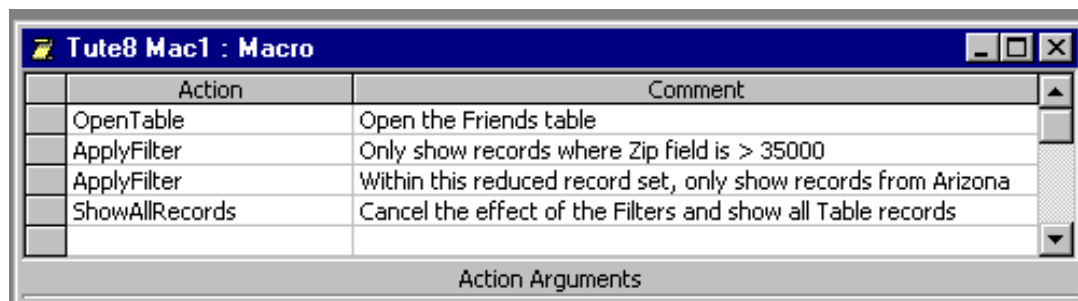 Tute8 Mac1 : Macro
Action Comment
OpenTable Open the Friends table
ApplyFilter Only show records where Zip field is > 35000
ApplyFilter Within this reduced record set, only show records from Arizona
ShowAllRecords Cancel the effect of the Filters and show all Table records
Action Arguments